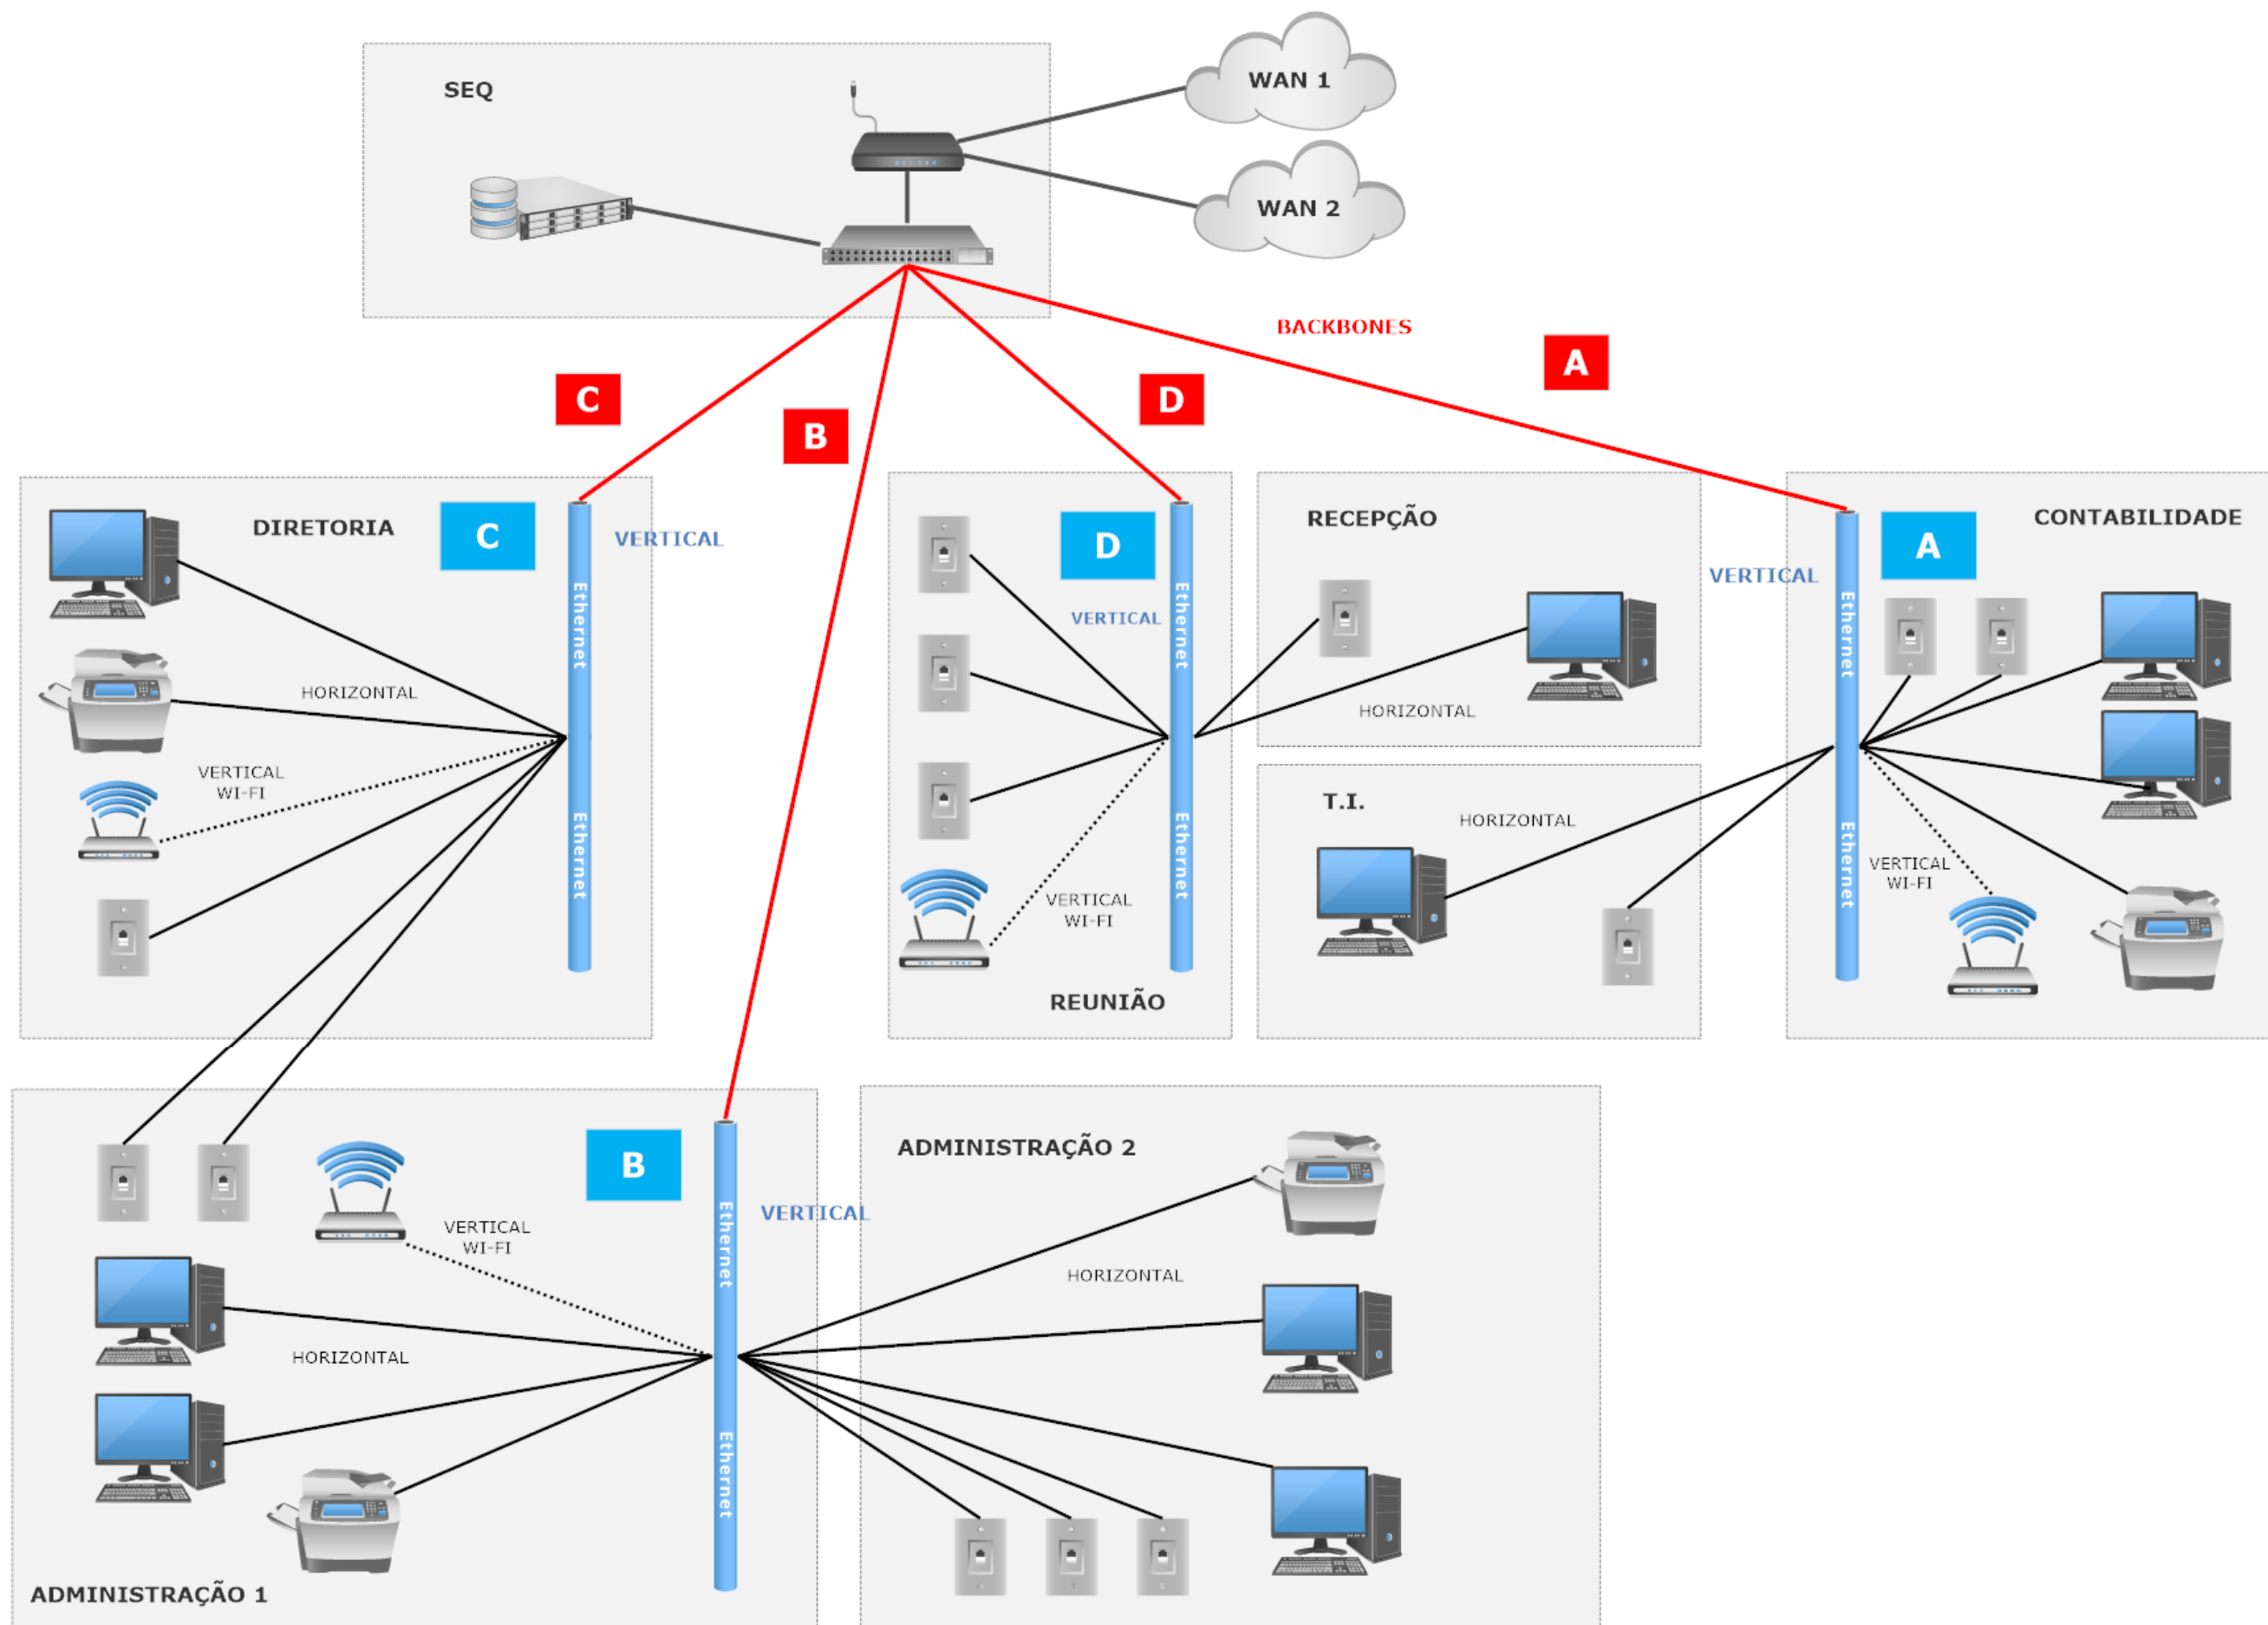 SEQ
WAN 1
WAN 2
BACKBONES
A
C
D
B
DIRETORIA
C
VERTICAL
Ethernet
Ethernet
HORIZONTAL
VERTICAL
WI-FI
D
VERTICAL
Ethernet
Ethernet
VERTICAL
WI-FI
REUNIÃO
RECEPÇÃO
HORIZONTAL
T.I.
HORIZONTAL
VERTICAL
Ethernet
Ethernet
A
CONTABILIDADE
VERTICAL
WI-FI
B
VERTICAL
Ethernet
Ethernet
VERTICAL
WI-FI
HORIZONTAL
ADMINISTRAÇÃO 1
ADMINISTRAÇÃO 2
HORIZONTAL